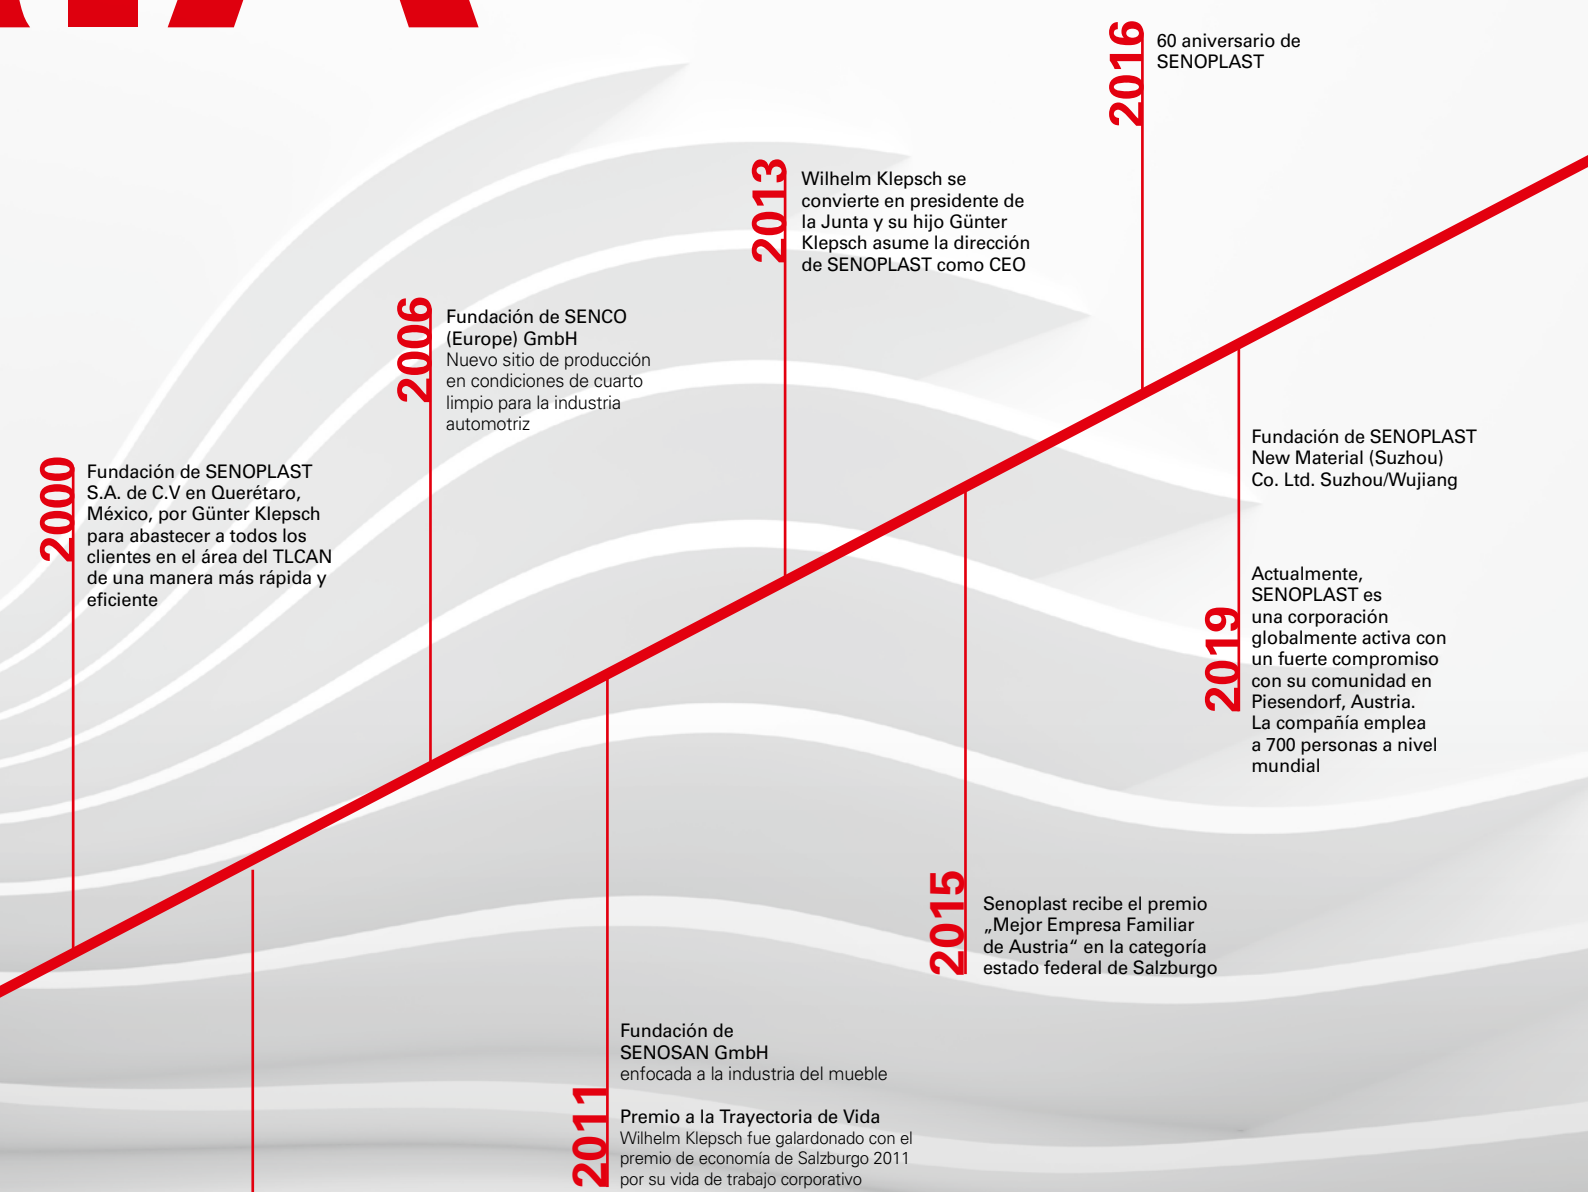 2016
60 aniversario de
SENOPLAST
2013
Wilhelm Klepsch se
convierte en presidente de
la Junta y su hijo Günter
Klepsch asume la dirección
de SENOPLAST como CEO
2006
Fundación de SENCO
(Europe) GmbH
Nuevo sitio de producción
en condiciones de cuarto
limpio para la industria
automotriz
2000
Fundación de SENOPLAST
S.A. de C.V en Querétaro,
México, por Günter Klepsch
para abastecer a todos los
clientes en el área del TLCAN
de una manera más rápida y
eficiente
2019
Fundación de SENOPLAST
New Material (Suzhou)
Co. Ltd. Suzhou/Wujiang
Actualmente,
SENOPLAST es
una corporación
globalmente activa con
un fuerte compromiso
con su comunidad en
Piesendorf, Austria.
La compañía emplea
a 700 personas a nivel
mundial
2015
Senoplast recibe el premio
„Mejor Empresa Familiar
de Austria“ en la categoría
estado federal de Salzburgo
2011
Fundación de
SENOSAN GmbH
enfocada a la industria del mueble
Premio a la Trayectoria de Vida
Wilhelm Klepsch fue galardonado con el
premio de economía de Salzburgo 2011
por su vida de trabajo corporativo